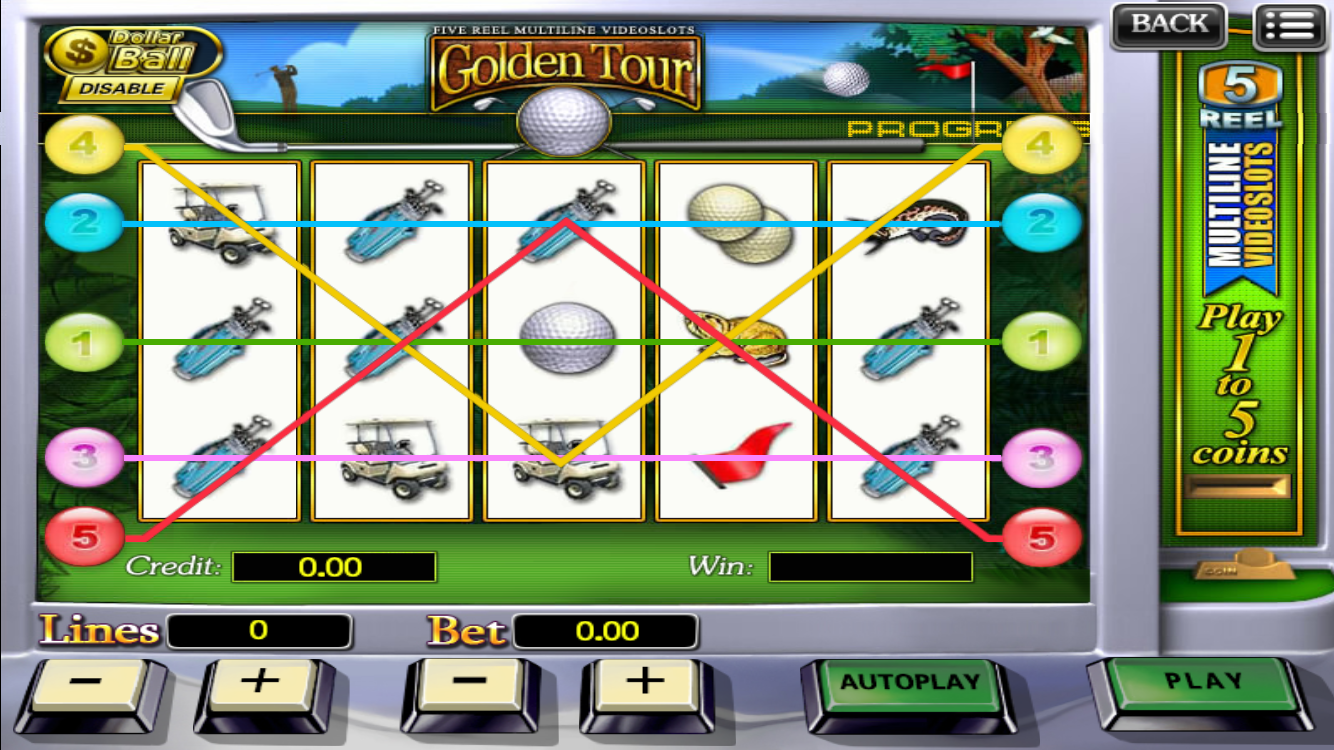 BACK
Dollar
Ball
$
DISABLE
FIVE REEL MULTILINE VIDEOSLOTS
Golden Tour
4
4
2
2
1
1
3
3
5
5
5
REEL
MULTILINE
VIDEOSLOTS
Play
1
to
5
coins
COIN
Credit: 0.00
Win:
Lines 0
Bet 0.00
- + - + AUTOPLAY PLAY